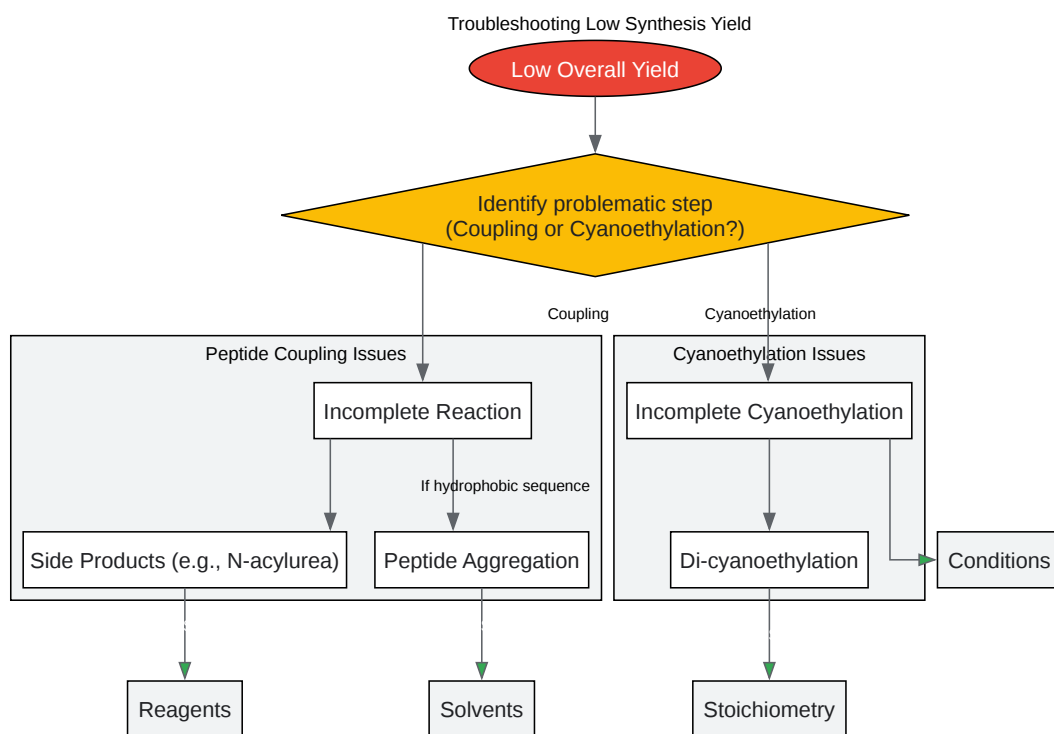 Troubleshooting Low Synthesis Yield
Low Overall Yield
Identify problematic step
(Coupling or Cyanoethylation?)
Coupling
Cyanoethylation
Peptide Coupling Issues
Cyanoethylation Issues
Incomplete Reaction
Incomplete Cyanoethylation
If hydrophobic sequence
Side Products (e.g., N-acylurea)
Peptide Aggregation
Di-cyanoethylation
Conditions
Reagents
Solvents
Stoichiometry